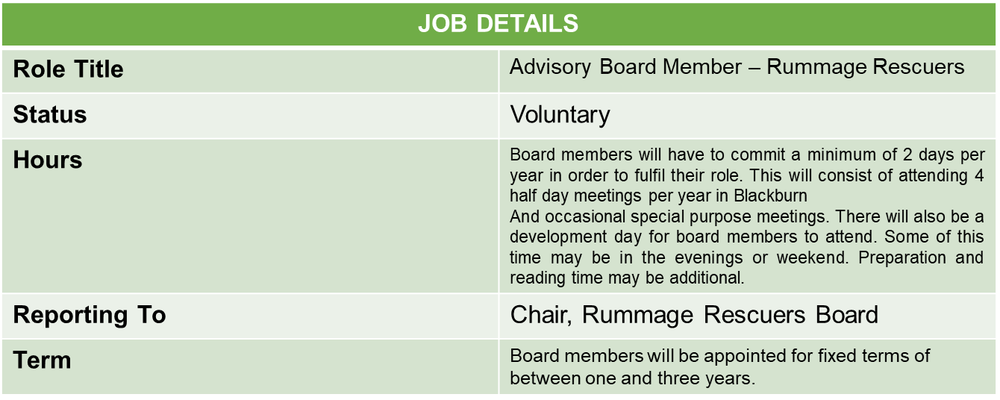 JOB DETAILS
Role Title
Advisory Board Member – Rummage Rescuers
Status
Voluntary
Hours
Board members will have to commit a minimum of 2 days per
year in order to fulfil their role. This will consist of attending 4
half day meetings per year in Blackburn
And occasional special purpose meetings. There will also be a
development day for board members to attend. Some of this
time may be in the evenings or weekend. Preparation and
reading time may be additional.
Reporting To
Chair, Rummage Rescuers Board
Term
Board members will be appointed for fixed terms of
between one and three years.